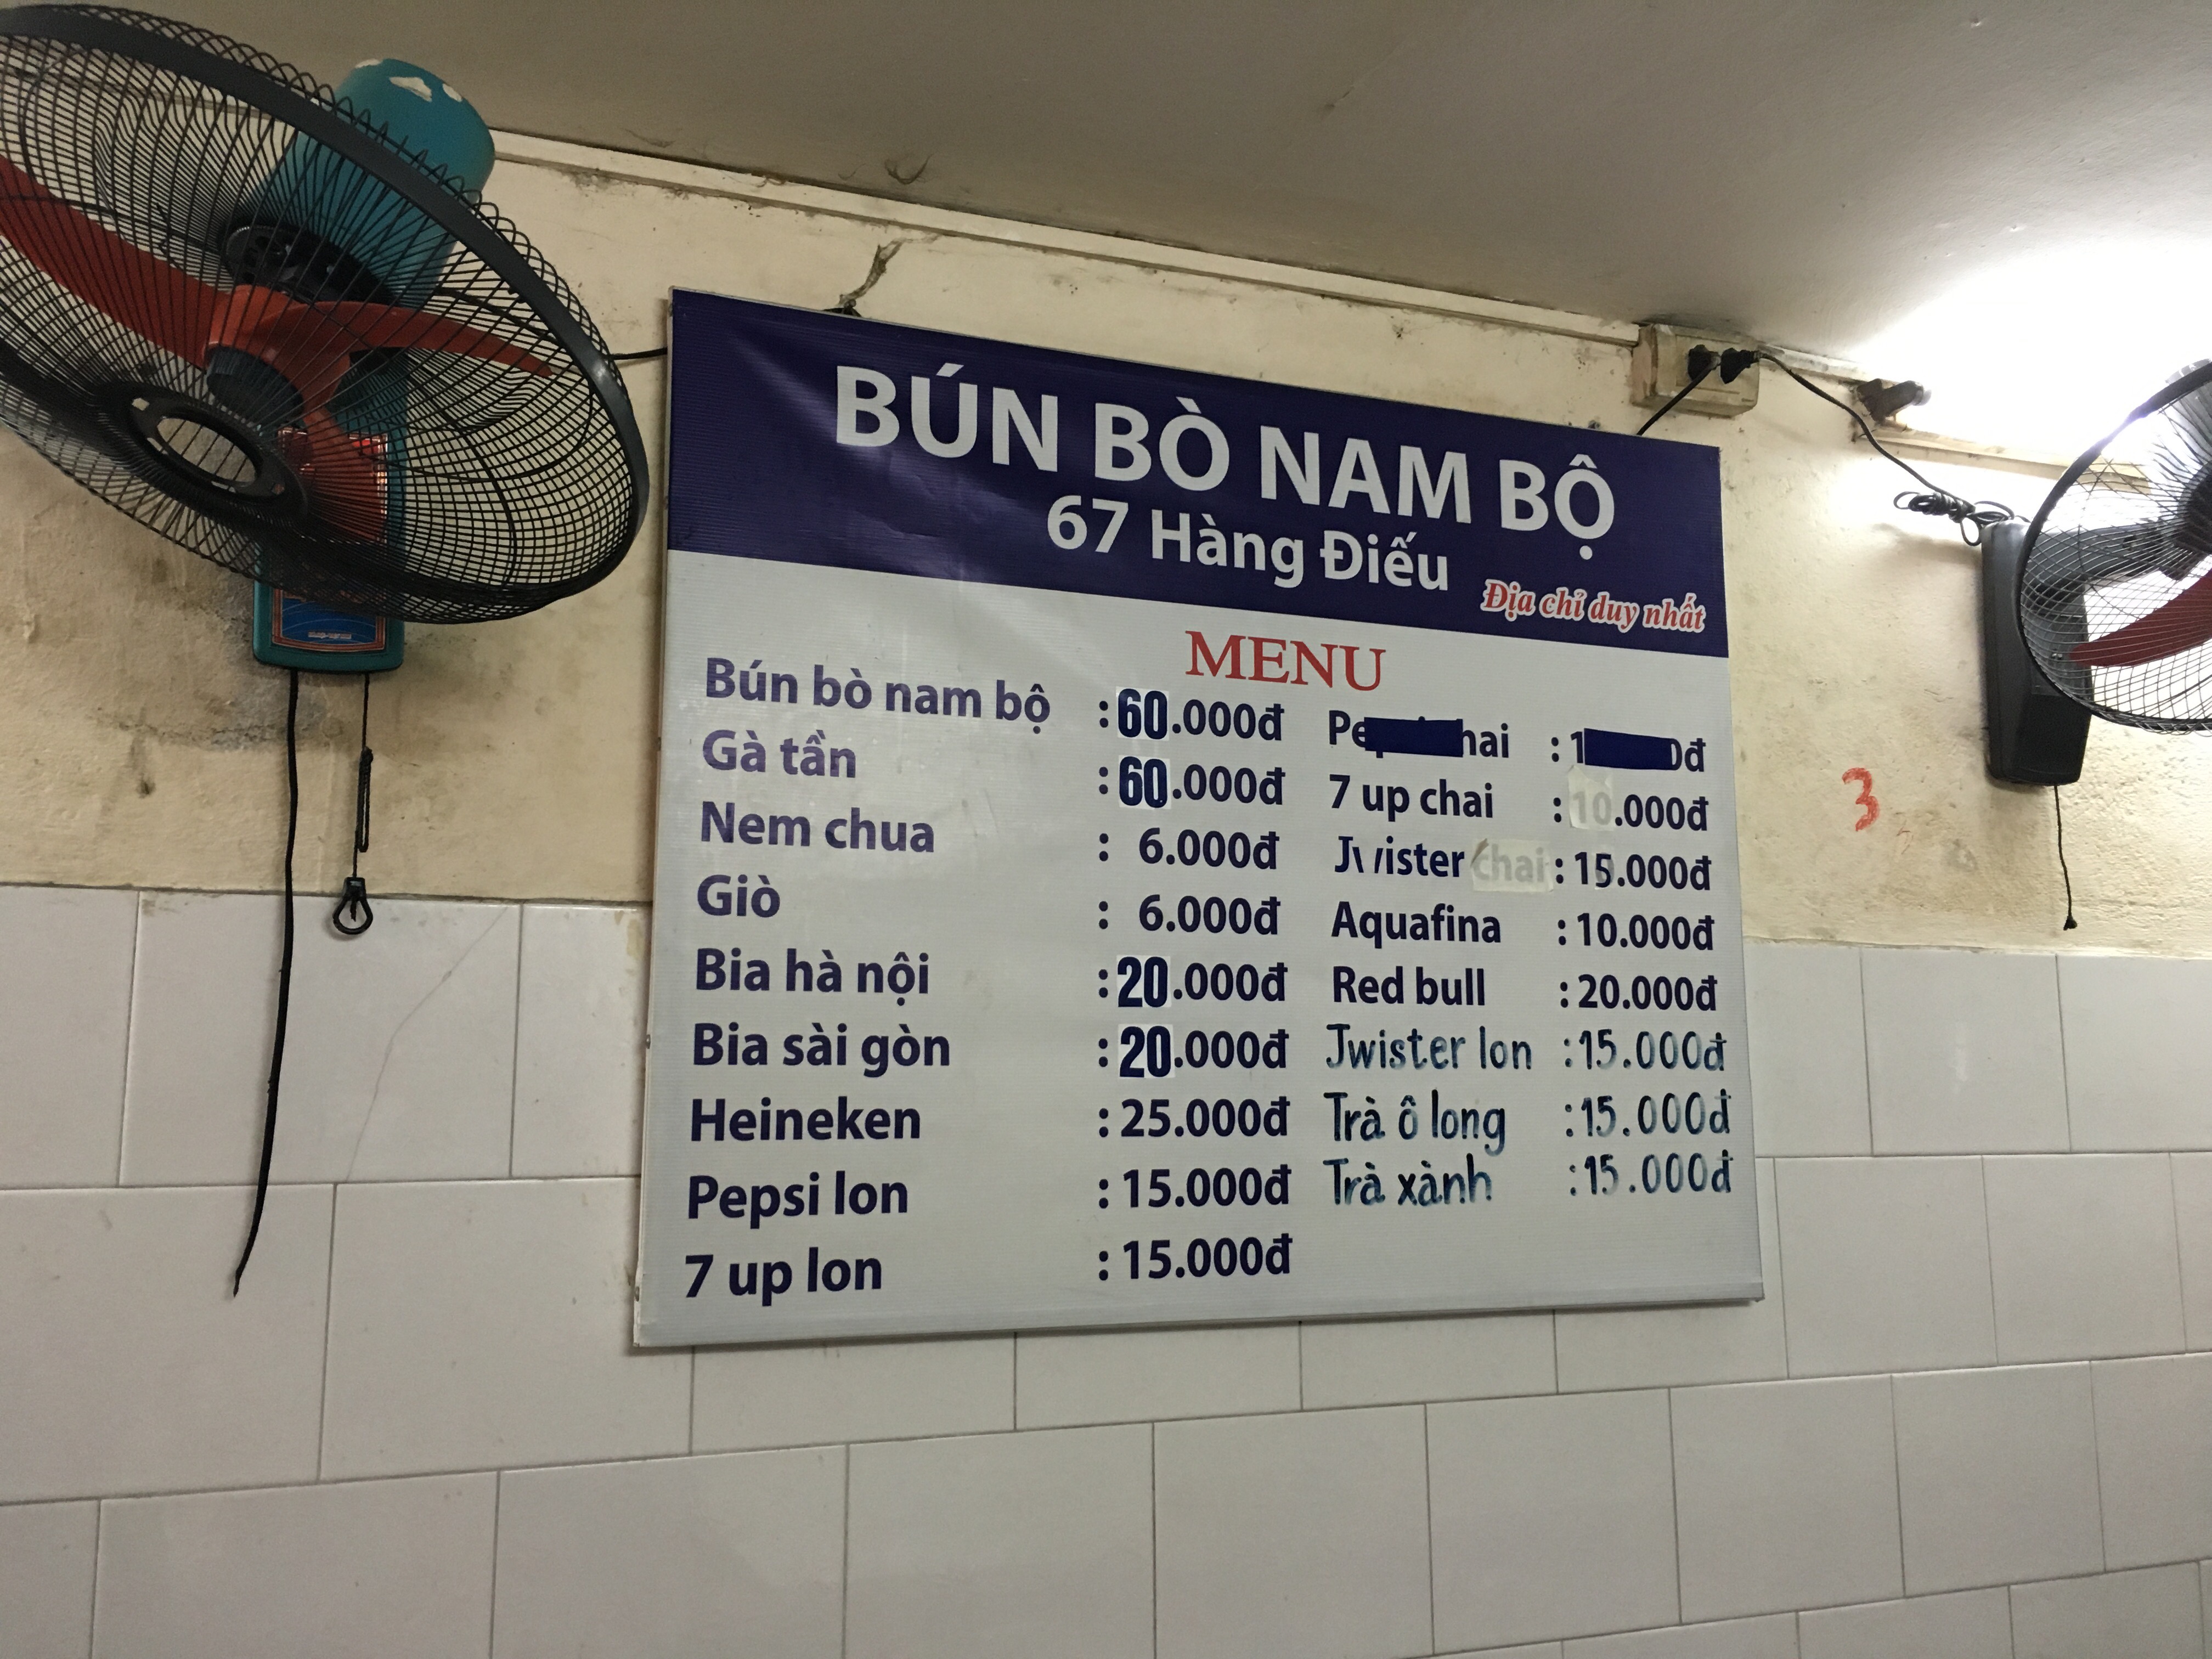 BÚN BÒ NAM BỘ
67 Hàng Điếu
Địa chỉ duy nhất
MENU
Bún bò nam bộ : 60.000đ
Gà tần : 60.000đ
Nem chua : 6.000đ
Giò : 6.000đ
Bia hà nội : 20.000đ
Bia sài gòn : 20.000đ
Heineken : 25.000đ
Pepsi lon : 15.000đ
7 up lon : 15.000đ
7 up chai : 10.000đ
Jwister chai : 15.000đ
Aquafina : 10.000đ
Red bull : 20.000đ
Jwister lon : 15.000đ
Trà ô long : 15.000đ
Trà xành : 15.000đ
3